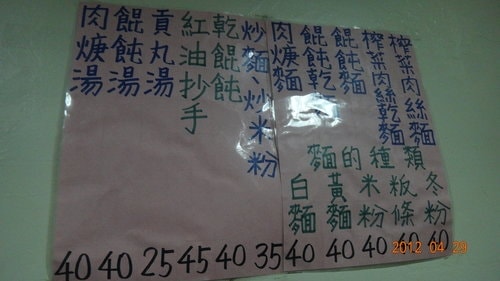 榨菜肉絲麵
榨菜肉絲乾麵
餛飩麵
餛飩乾
肉焿麵
炒麵、炒米粉
乾餛飩
紅油抄手
貢丸湯
餛飩湯
肉焿湯
麵的種類
冬粉
粄條
米粉
黃麵
白麵
40 40 25 45 40 35 40 40 40 40 40
2012 04 29